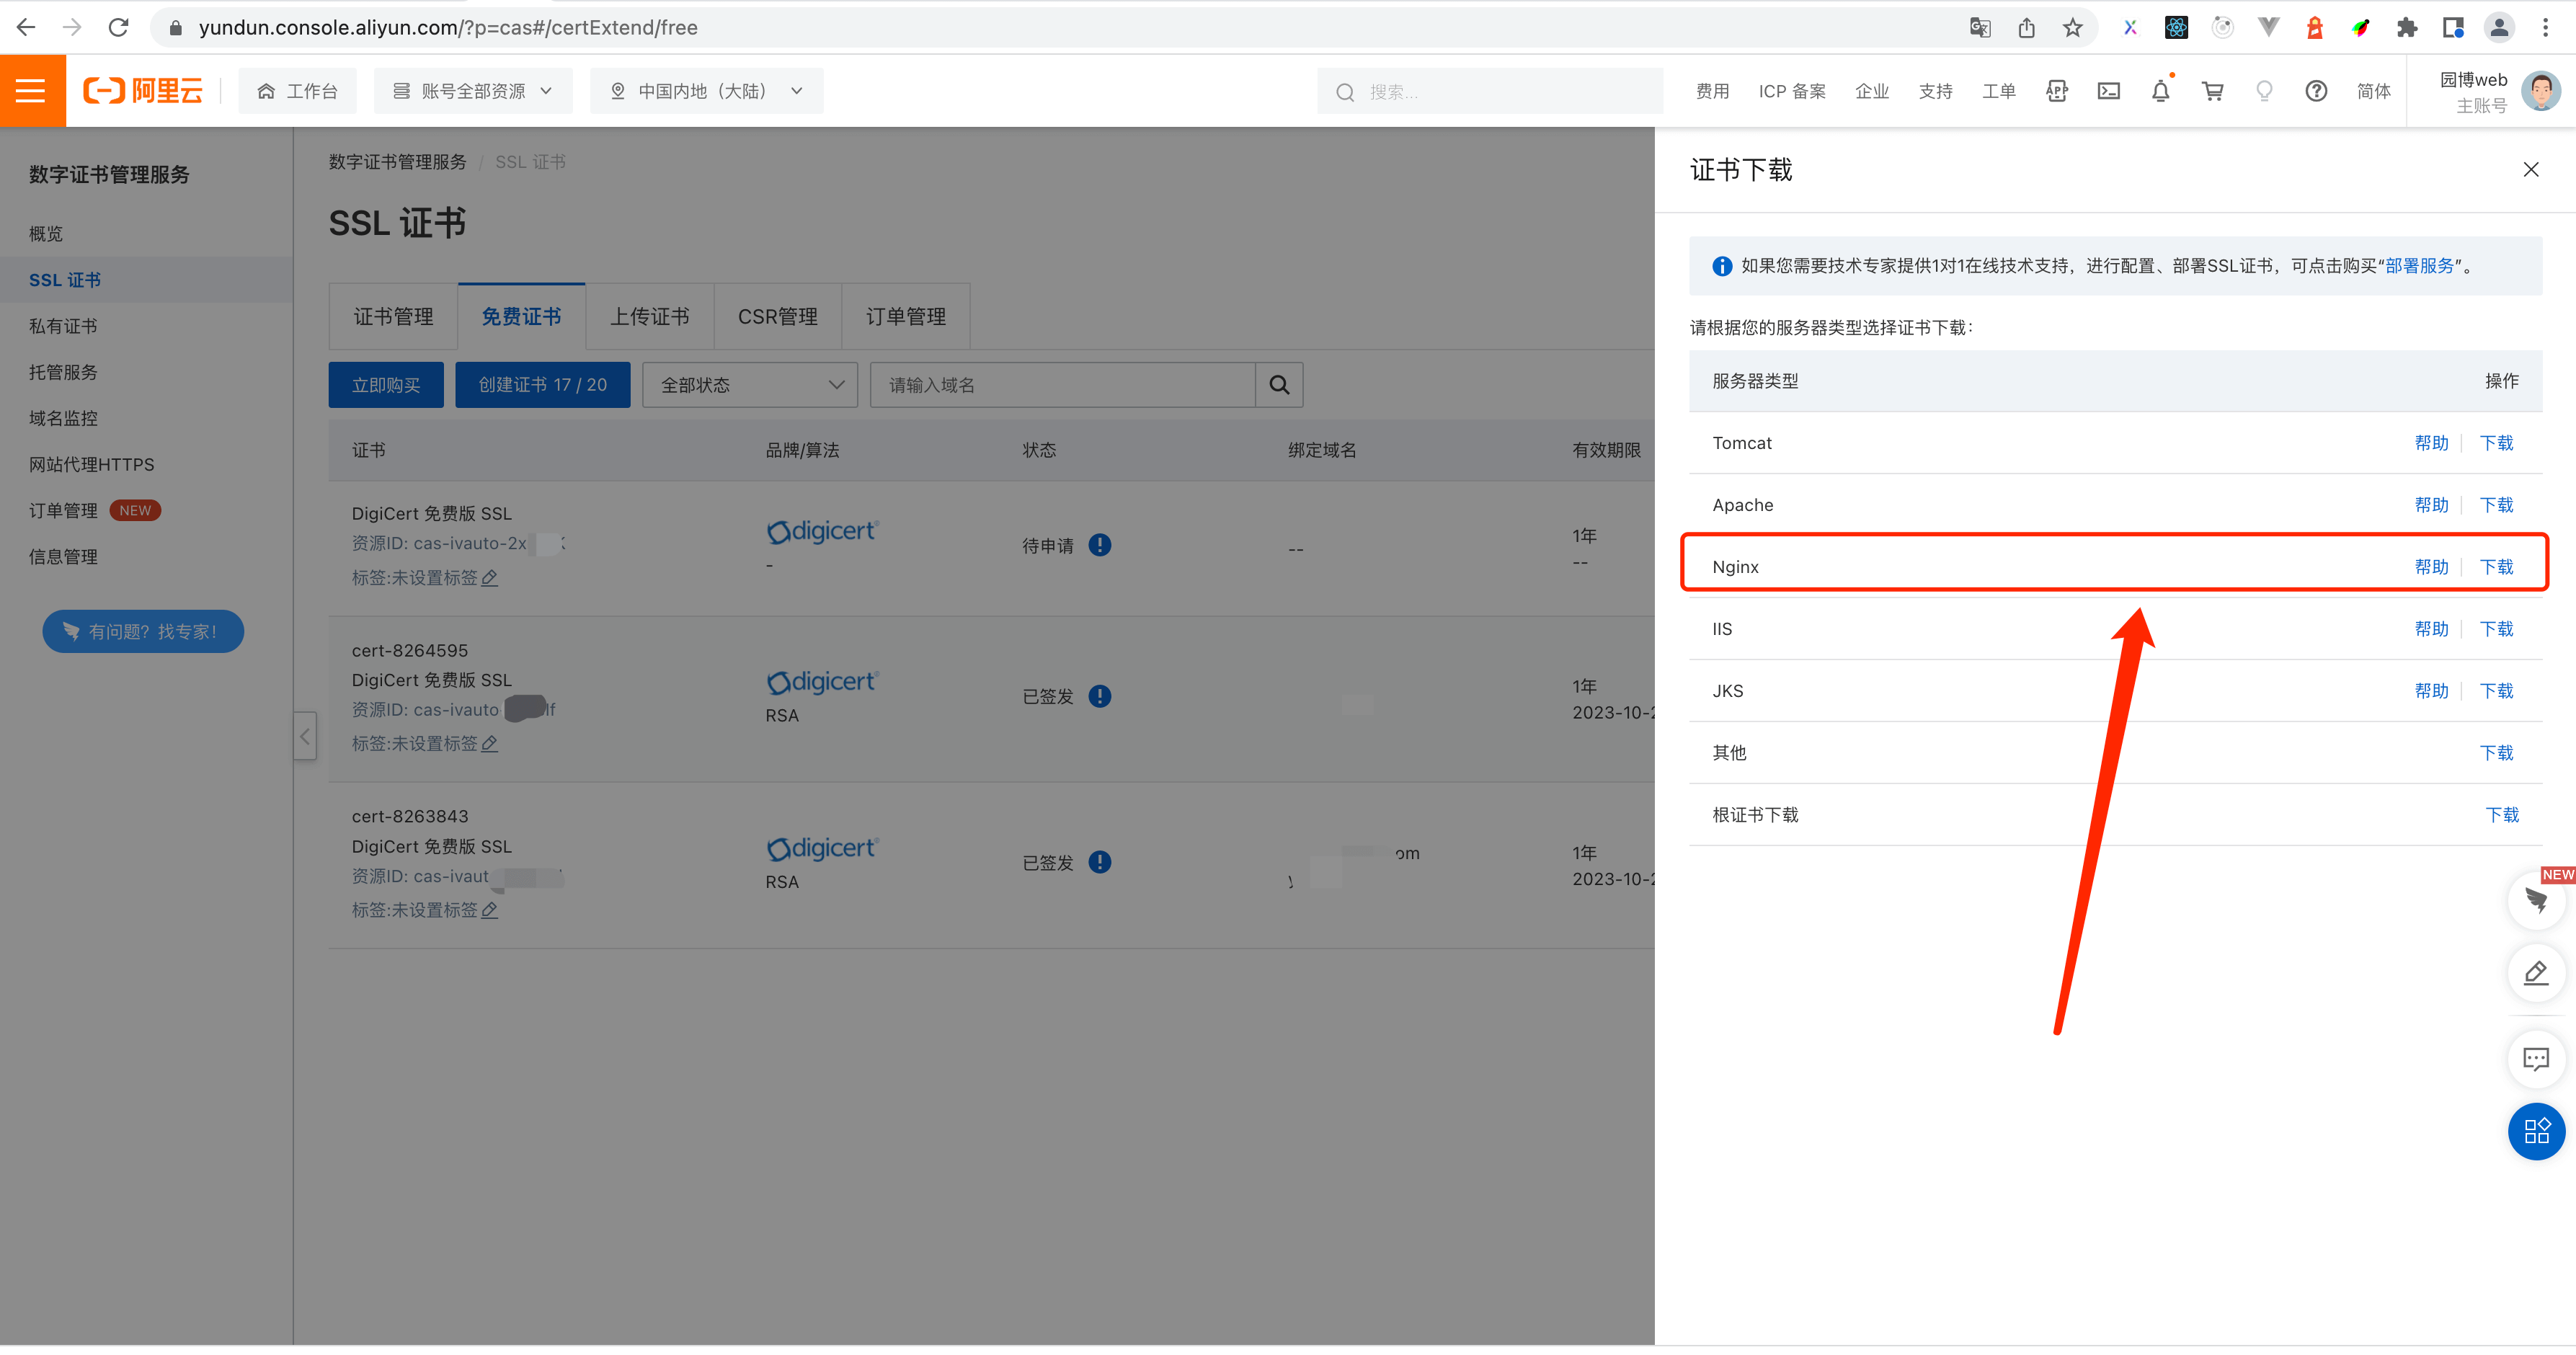 yundun.console.aliyun.com/?p=cas#/certExtend/free
阿里云
工作台
账号全部资源
中国内地（大陆）
搜索...
费用
ICP 备案
企业
支持
工单
简体
园博web
主账号
数字证书管理服务
概览
SSL 证书
私有证书
托管服务
域名监控
网站代理HTTPS
订单管理 NEW
信息管理
有问题？找专家！
数字证书管理服务 / SSL 证书
SSL 证书
证书管理
免费证书
上传证书
CSR管理
订单管理
立即购买
创建证书 17 / 20
全部状态
请输入域名
证书 品牌/算法 状态 绑定域名 有效期限
DigiCert 免费版 SSL
资源ID: cas-ivauto-2x
标签:未设置标签
digicert
-
待申请
--
1年
--
cert-8264595
DigiCert 免费版 SSL
资源ID: cas-ivauto lf
标签:未设置标签
digicert
RSA
已签发
1年
2023-10-2
cert-8263843
DigiCert 免费版 SSL
资源ID: cas-ivaut
标签:未设置标签
digicert
RSA
已签发
om
1年
2023-10-2
证书下载
如果您需要技术专家提供1对1在线技术支持，进行配置、部署SSL证书，可点击购买“部署服务”。
请根据您的服务器类型选择证书下载：
服务器类型 操作
Tomcat 帮助 下载
Apache 帮助 下载
Nginx 帮助 下载
IIS 帮助 下载
JKS 帮助 下载
其他 下载
根证书下载 下载
NEW